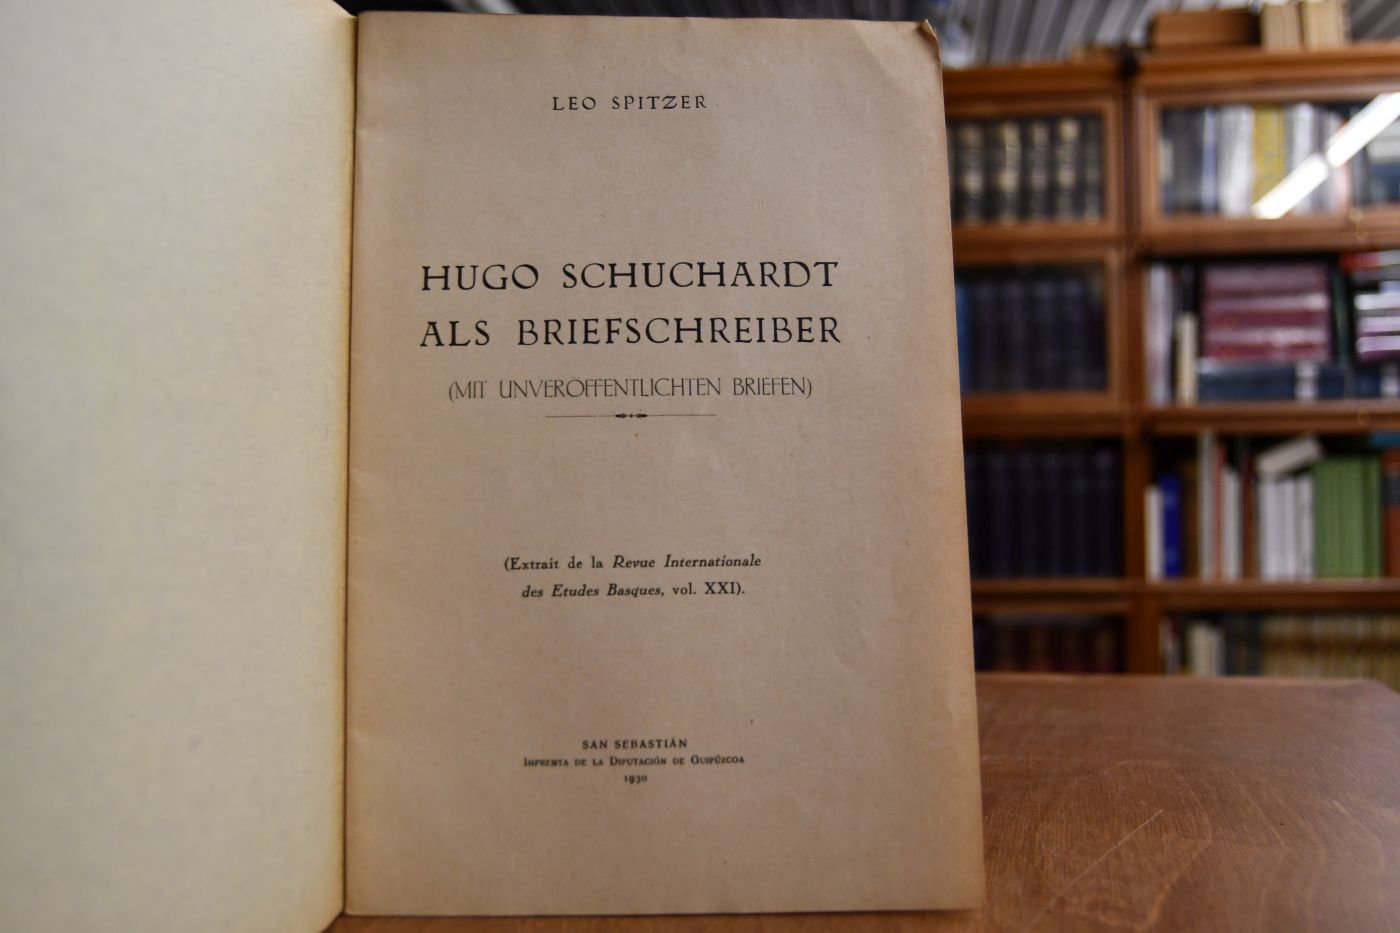 LEO SPITZER
HUGO SCHUCHARDT
ALS BRIEFSCHREIBER
(MIT UNVERÖFFENTLICHTEN BRIEFEN)
(Extrait de la Revue Internationale
des Etudes Basques, vol. XXI).
SAN SEBASTIÁN
IMPRENTA DE LA DIPUTACIÓN DE GUIPÚZCOA
1930